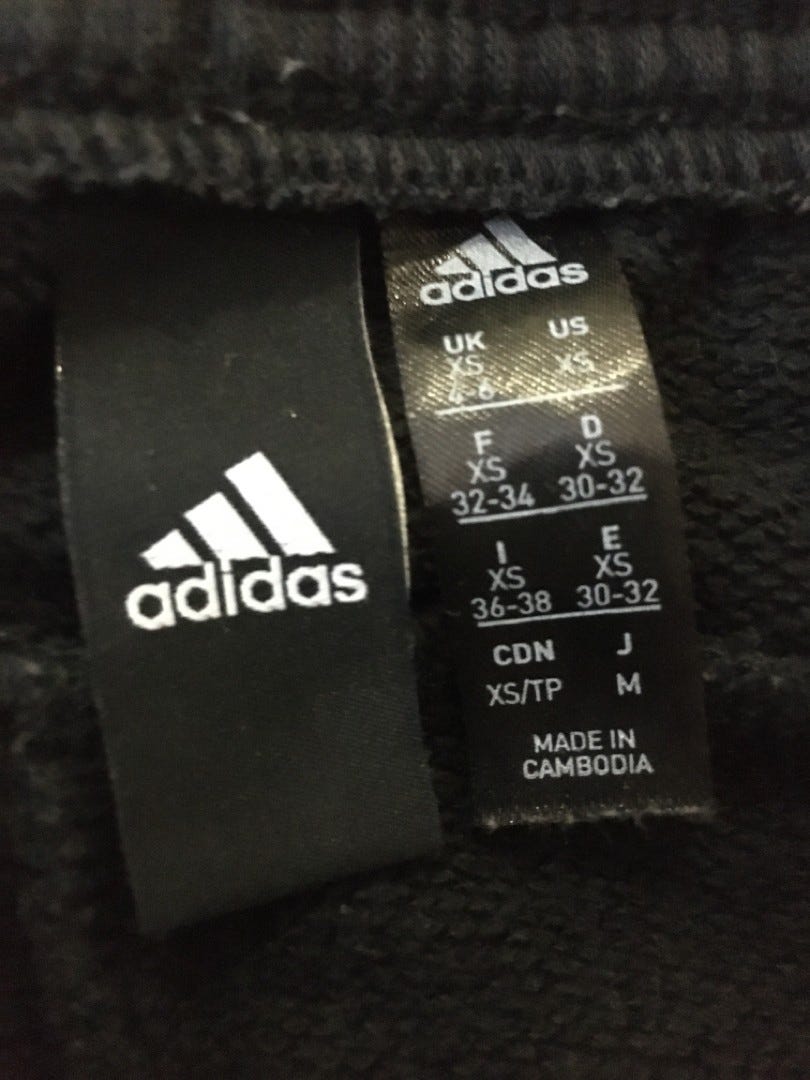 adidas
adidas
UK US
XS XS
4-6
F D
XS XS
32-34 30-32
I E
XS XS
36-38 30-32
CDN J
XS/TP M
MADE IN
CAMBODIA